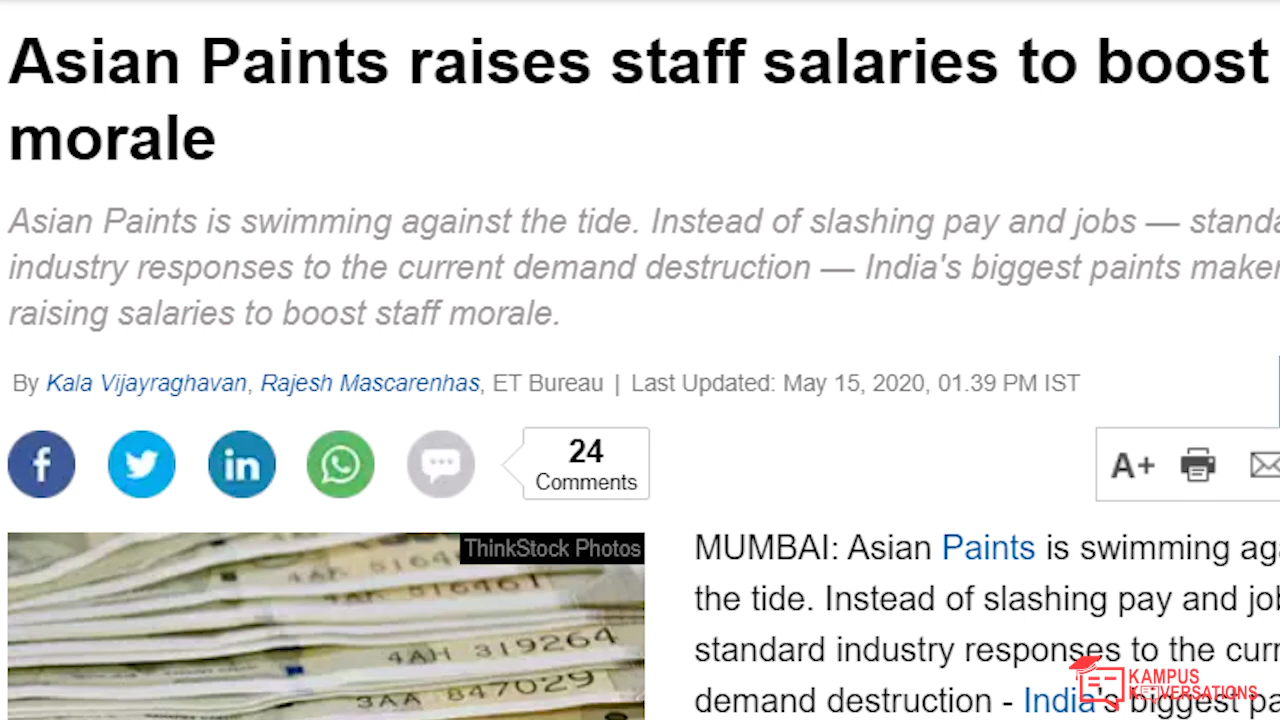 Asian Paints raises staff salaries to boost
morale
Asian Paints is swimming against the tide. Instead of slashing pay and jobs — standa
industry responses to the current demand destruction — India's biggest paints maker
raising salaries to boost staff morale.
By Kala Vijayraghavan, Rajesh Mascarenhas, ET Bureau | Last Updated: May 15, 2020, 01.39 PM IST
24
Comments
A+
ThinkStock Photos
4AH 319264
3AA 847029
MUMBAI: Asian Paints is swimming aga
the tide. Instead of slashing pay and job
standard industry responses to the curr
demand destruction - India's biggest pa
KAMPUS
KONVERSATIONS